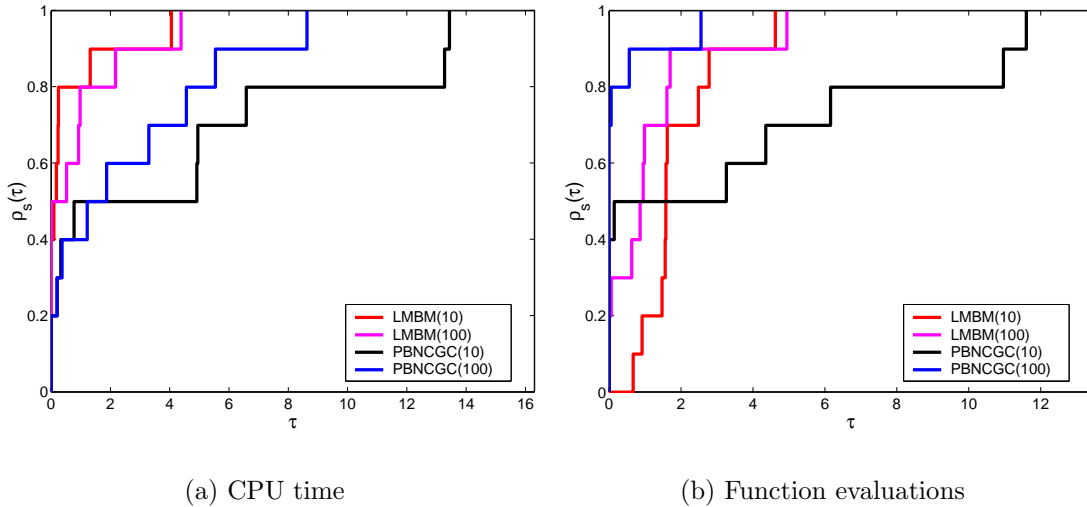 1
0.8
0.6
0.4
0.2
0
ρs(τ)
0 2 4 6 8 10 12 14 16
τ
LMBM(10)
LMBM(100)
PBNCGC(10)
PBNCGC(100)
(a) CPU time
1
0.8
0.6
0.4
0.2
0
ρs(τ)
0 2 4 6 8 10 12
τ
LMBM(10)
LMBM(100)
PBNCGC(10)
PBNCGC(100)
(b) Function evaluations